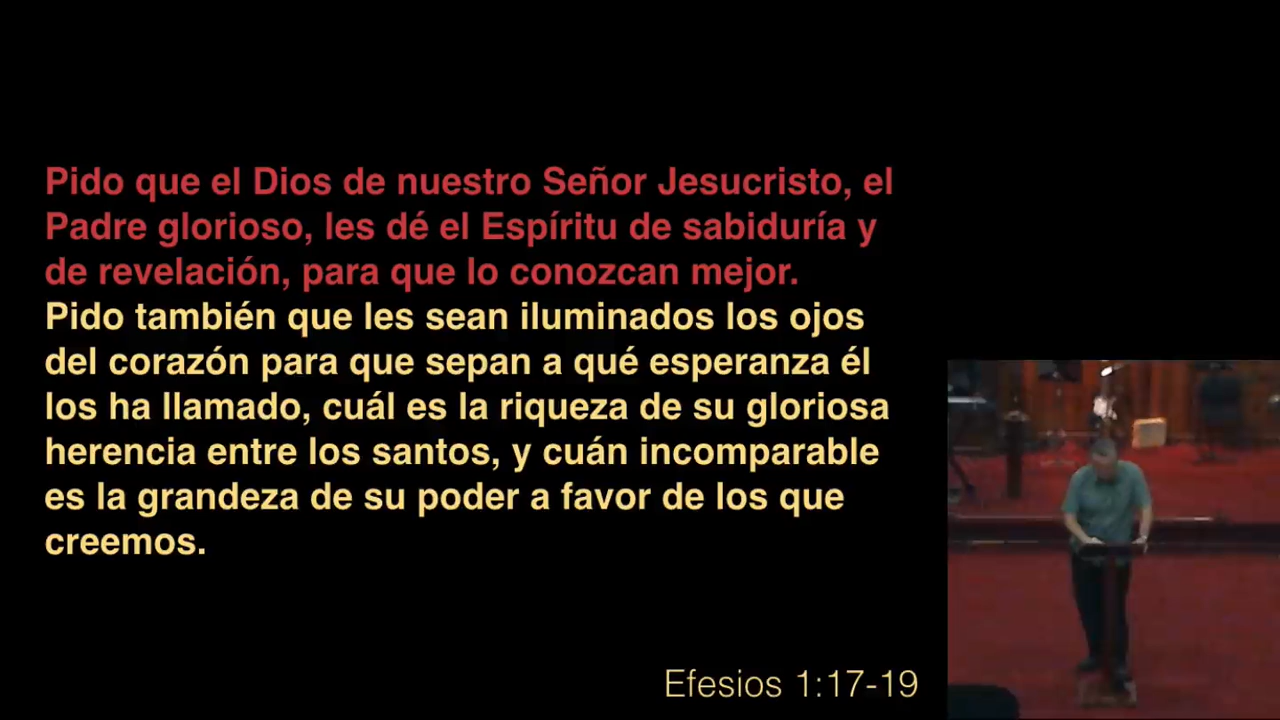 Pido que el Dios de nuestro Señor Jesucristo, el
Padre glorioso, les dé el Espíritu de sabiduría y
de revelación, para que lo conozcan mejor.
Pido también que les sean iluminados los ojos
del corazón para que sepan a qué esperanza él
los ha llamado, cuál es la riqueza de su gloriosa
herencia entre los santos, y cuán incomparable
es la grandeza de su poder a favor de los que
creemos.
Efesios 1:17-19